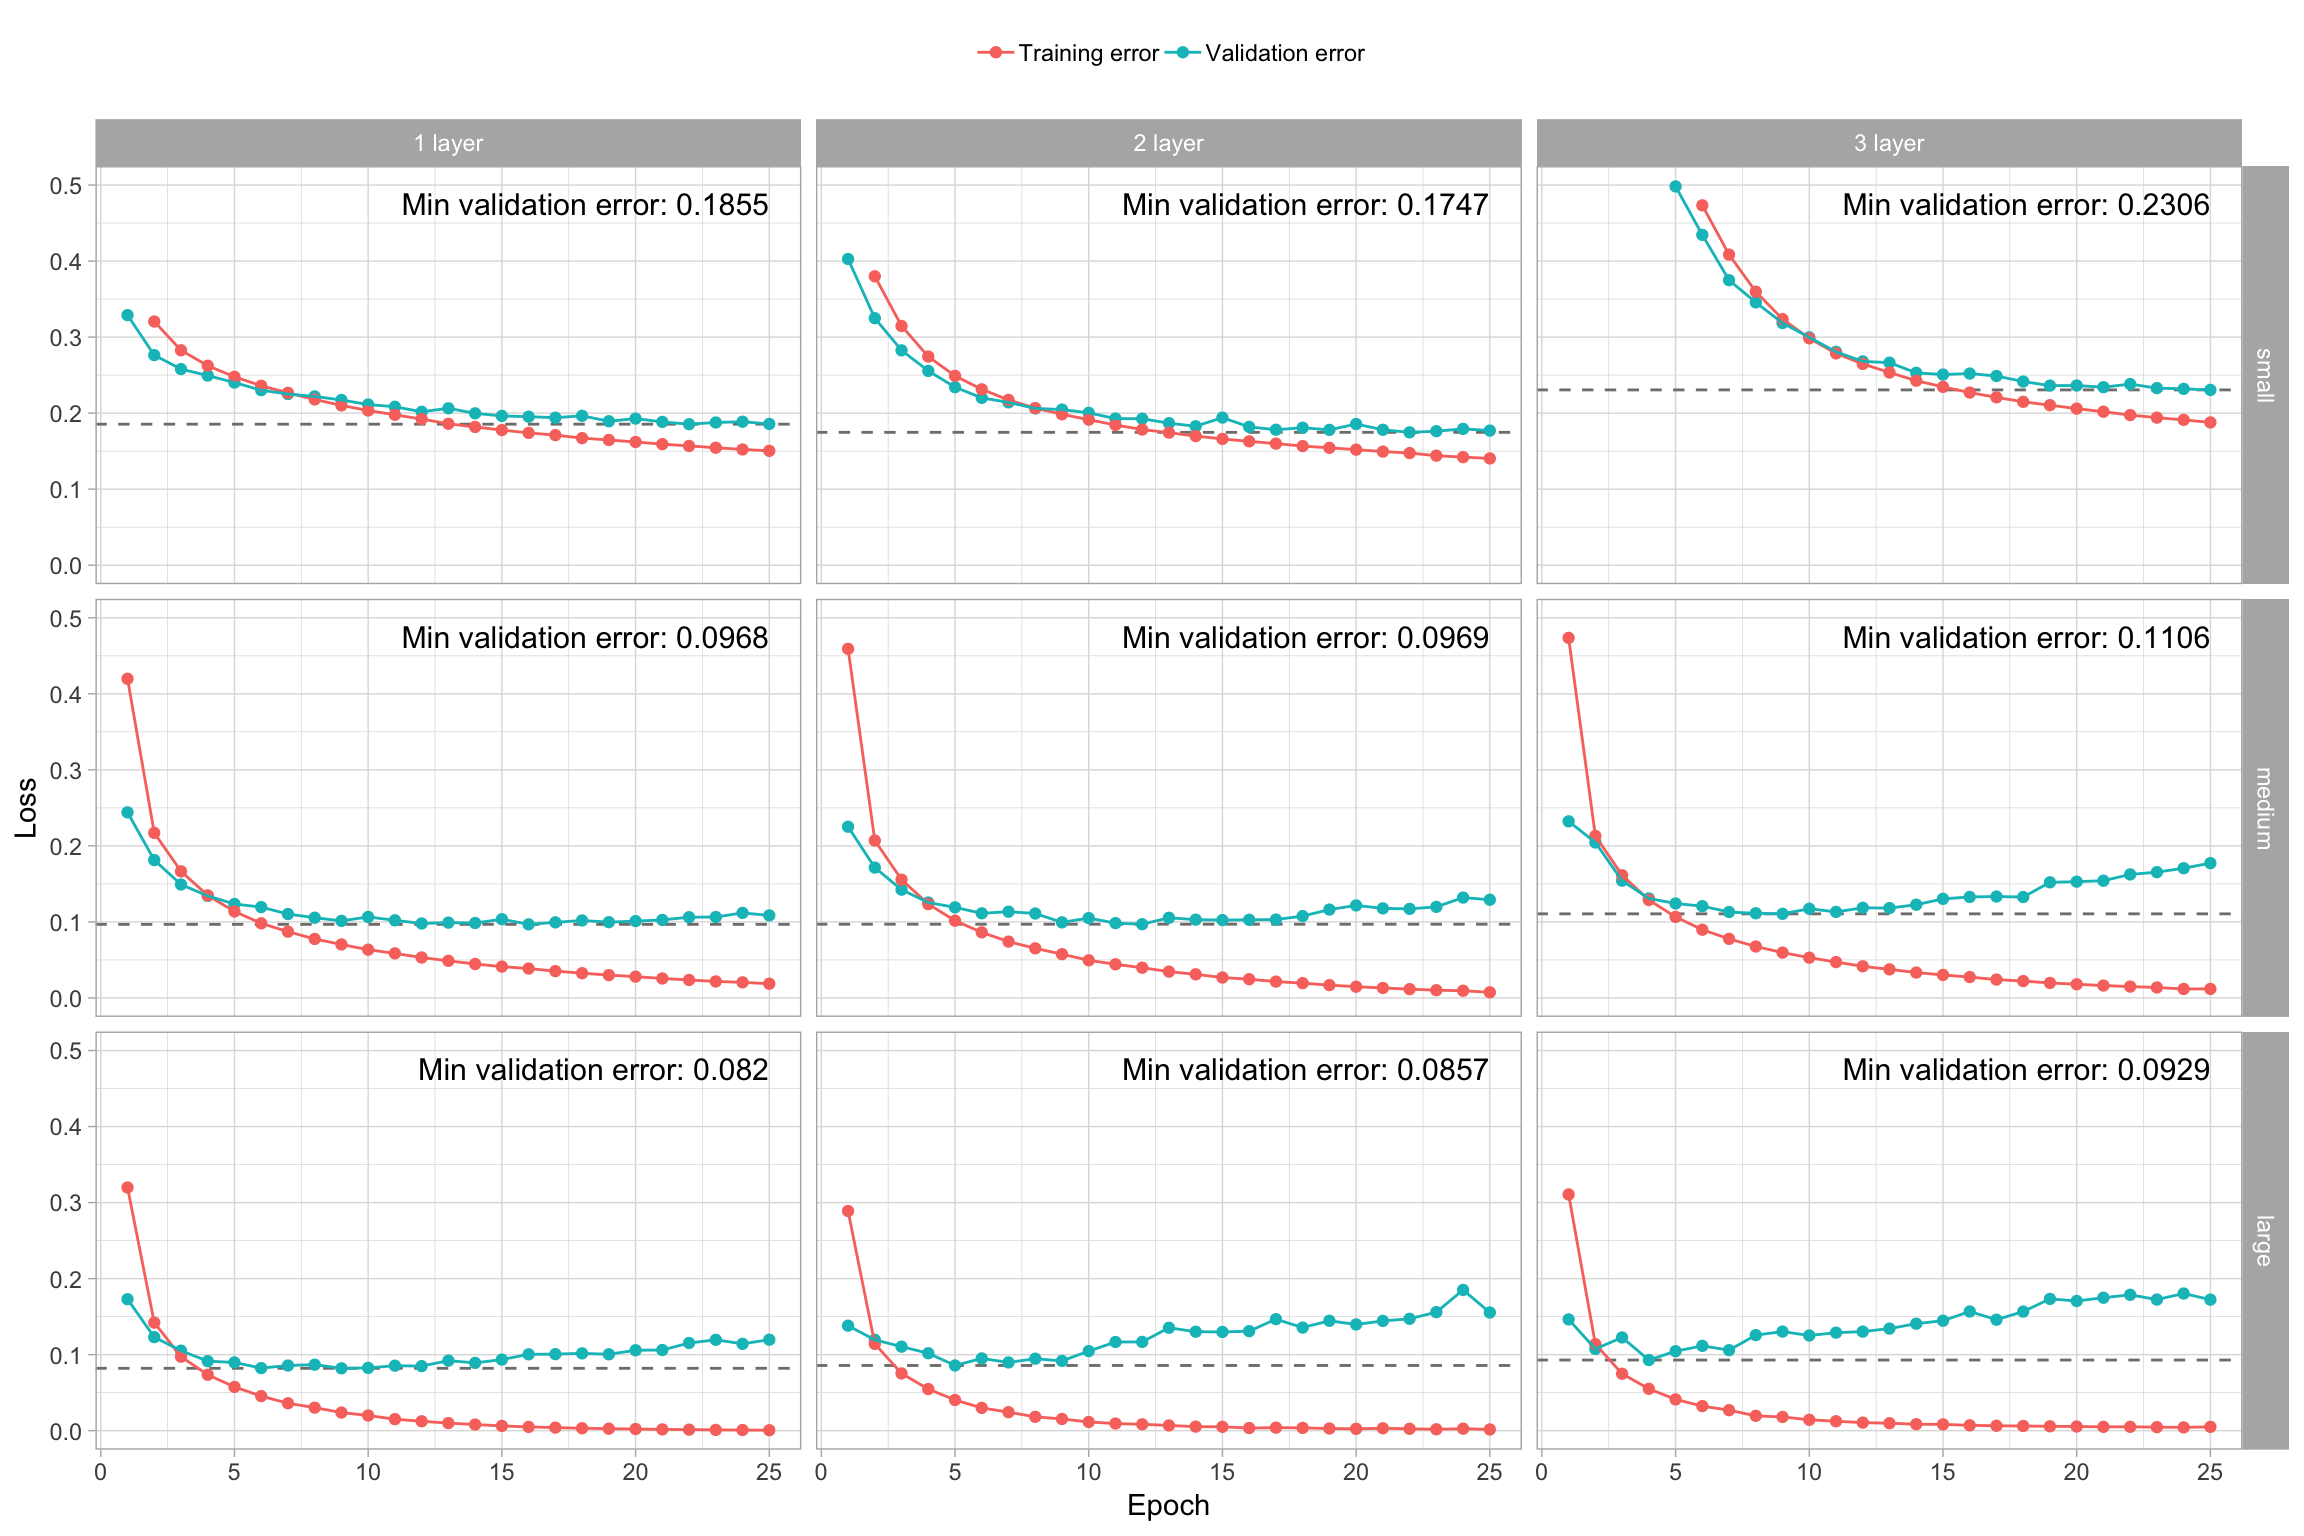 Training error Validation error
1 layer 2 layer 3 layer
0.5
Min validation error: 0.1855 Min validation error: 0.1747 Min validation error: 0.2306
0.4
0.3
small
0.2
0.1
0.0
0.5
Min validation error: 0.0968 Min validation error: 0.0969 Min validation error: 0.1106
0.4
0.3
Loss
medium
0.2
0.1
0.0
0.5
Min validation error: 0.082 Min validation error: 0.0857 Min validation error: 0.0929
0.4
0.3
large
0.2
0.1
0.0
0 5 10 15 20 25 0 5 10 15 20 25 0 5 10 15 20 25
Epoch